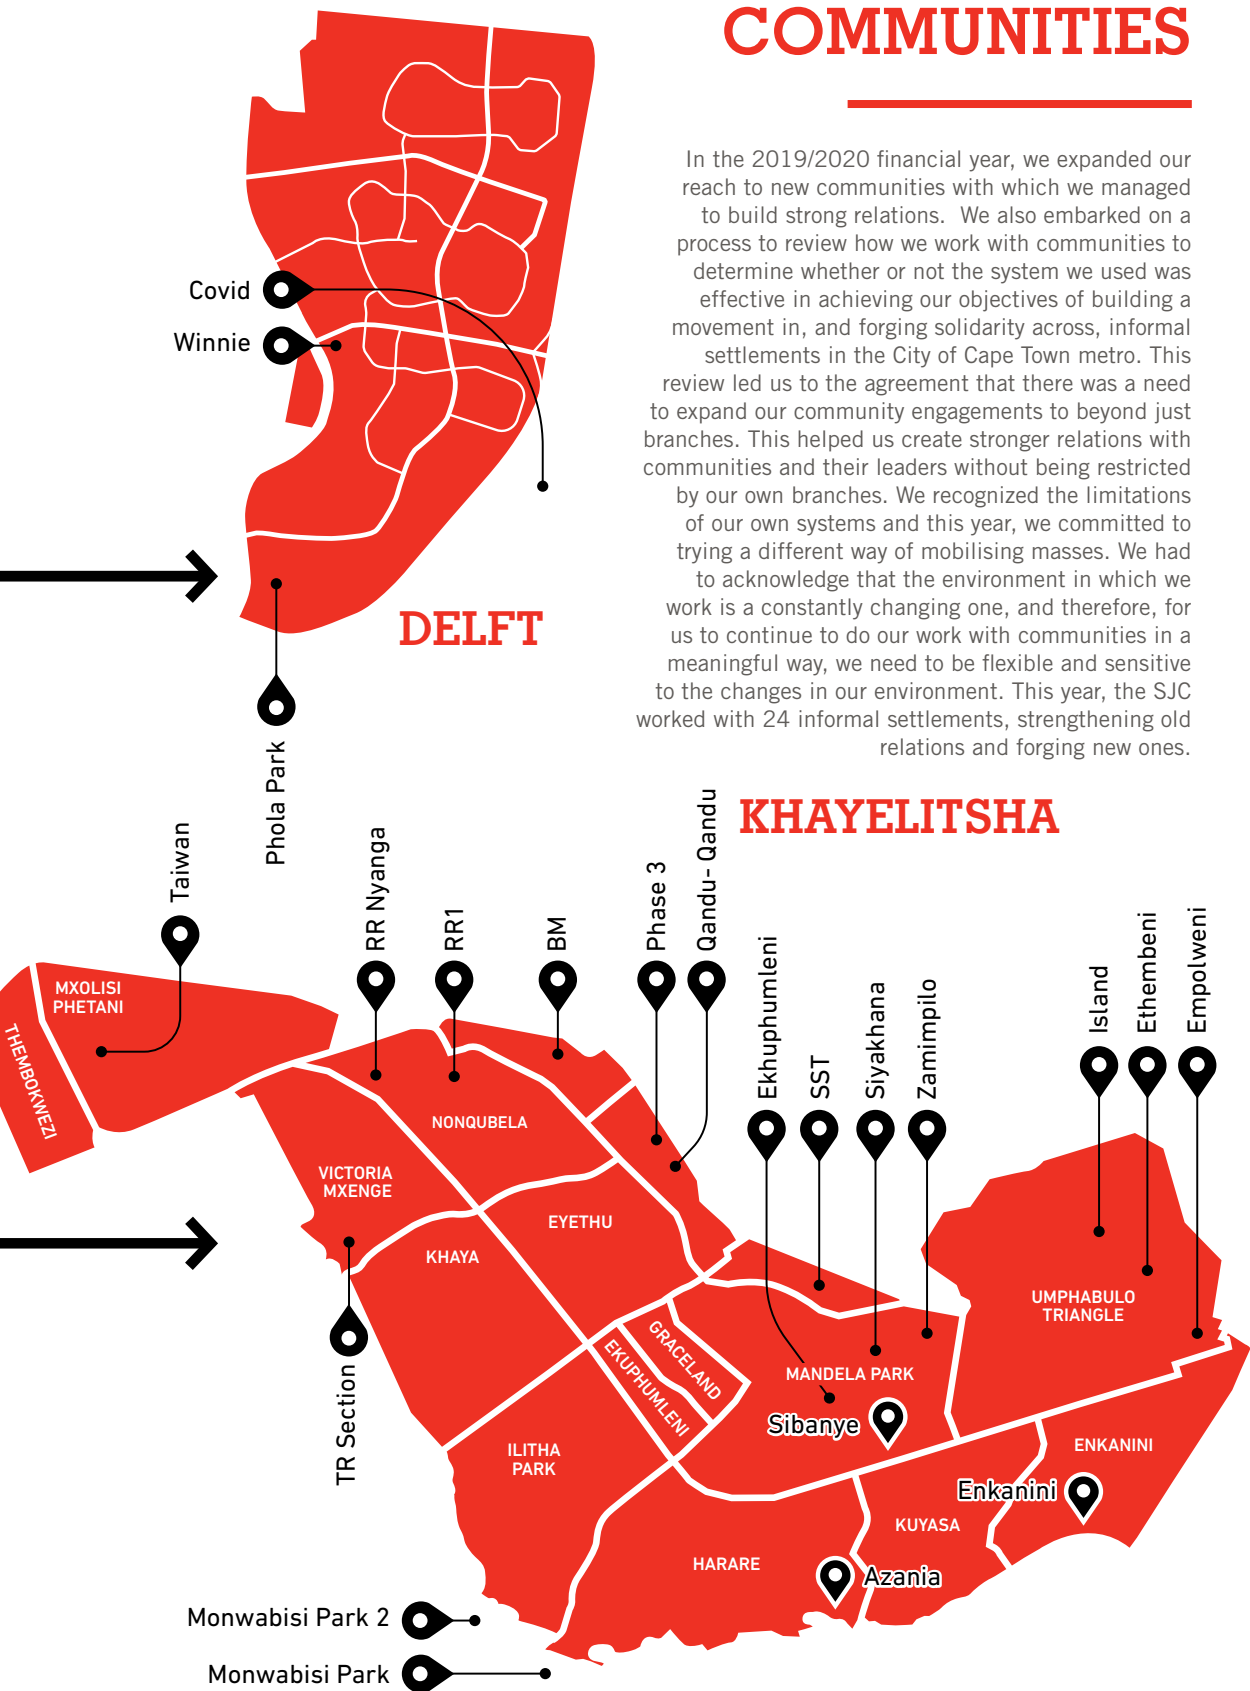 COMMUNITIES
In the 2019/2020 financial year, we expanded our
reach to new communities with which we managed
to build strong relations.  We also embarked on a
process to review how we work with communities to
determine whether or not the system we used was
effective in achieving our objectives of building a
movement in, and forging solidarity across, informal
settlements in the City of Cape Town metro. This
review led us to the agreement that there was a need
to expand our community engagements to beyond just
branches. This helped us create stronger relations with
communities and their leaders without being restricted
by our own branches. We recognized the limitations
of our own systems and this year, we committed to
trying a different way of mobilising masses. We had
to acknowledge that the environment in which we
work is a constantly changing one, and therefore, for
us to continue to do our work with communities in a
meaningful way, we need to be flexible and sensitive
to the changes in our environment. This year, the SJC
worked with 24 informal settlements, strengthening old
relations and forging new ones.
Covid
Winnie
DELFT
Phola Park
KHAYELITSHA
Taiwan
RR Nyanga
RR1
BM
Phase 3
Qandu- Qandu
Ekhuphumleni
SST
Siyakhana
Zamimpilo
Island
Ethembeni
Empolweni
MXOLISI
PHETANI
THEMBOKWEZI
NONQUBELA
VICTORIA
MXENGE
EYETHU
KHAYA
UMPHABULO
TRIANGLE
GRACELAND
EKUPHUMLENI
MANDELA PARK
Sibanye
TR Section
ILITHA
PARK
ENKANINI
Enkanini
KUYASA
HARARE
Azania
Monwabisi Park 2
Monwabisi Park